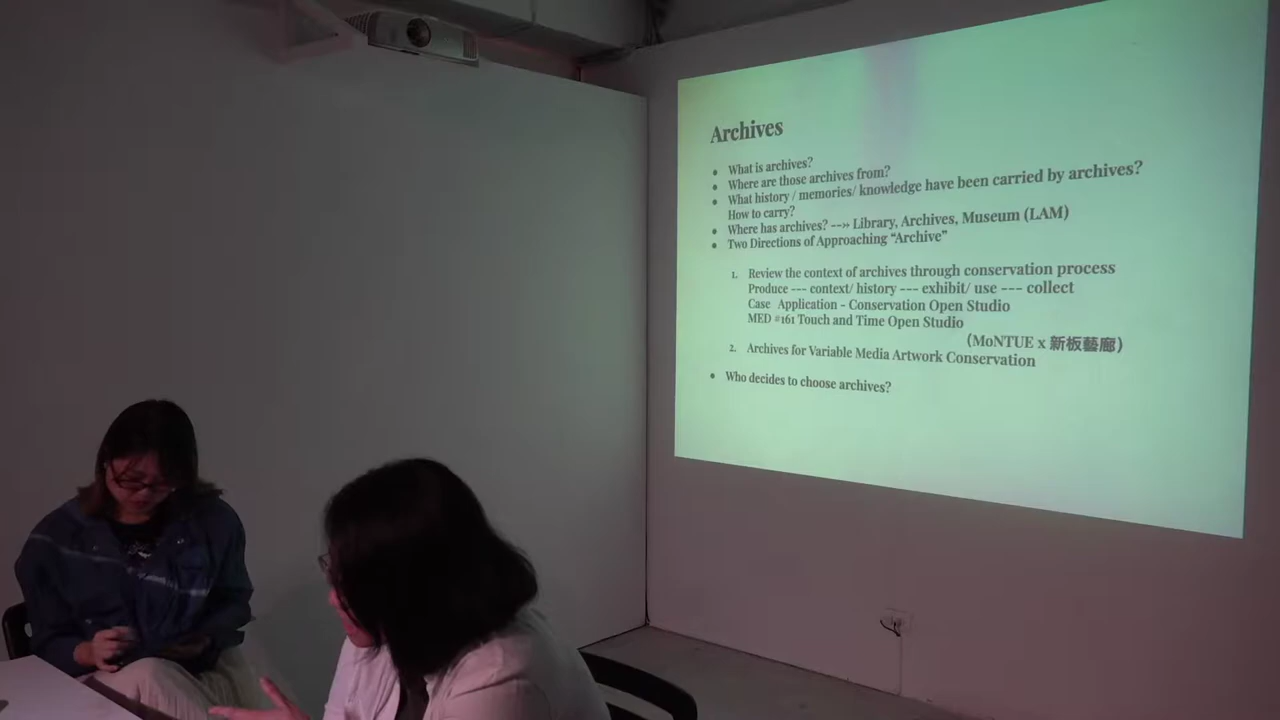 Archives
• What is archives?
• Where are those archives from?
• What history / memories/ knowledge have been carried by archives?
How to carry?
• Where has archives? --->> Library, Archives, Museum (LAM)
• Two Directions of Approaching “Archive”
1. Review the context of archives through conservation process
Produce --- context/ history --- exhibit/ use --- collect
Case Application - Conservation Open Studio
MED #161 Touch and Time Open Studio
(MoNTUE x 新板藝廊)
2. Archives for Variable Media Artwork Conservation
• Who decides to choose archives?